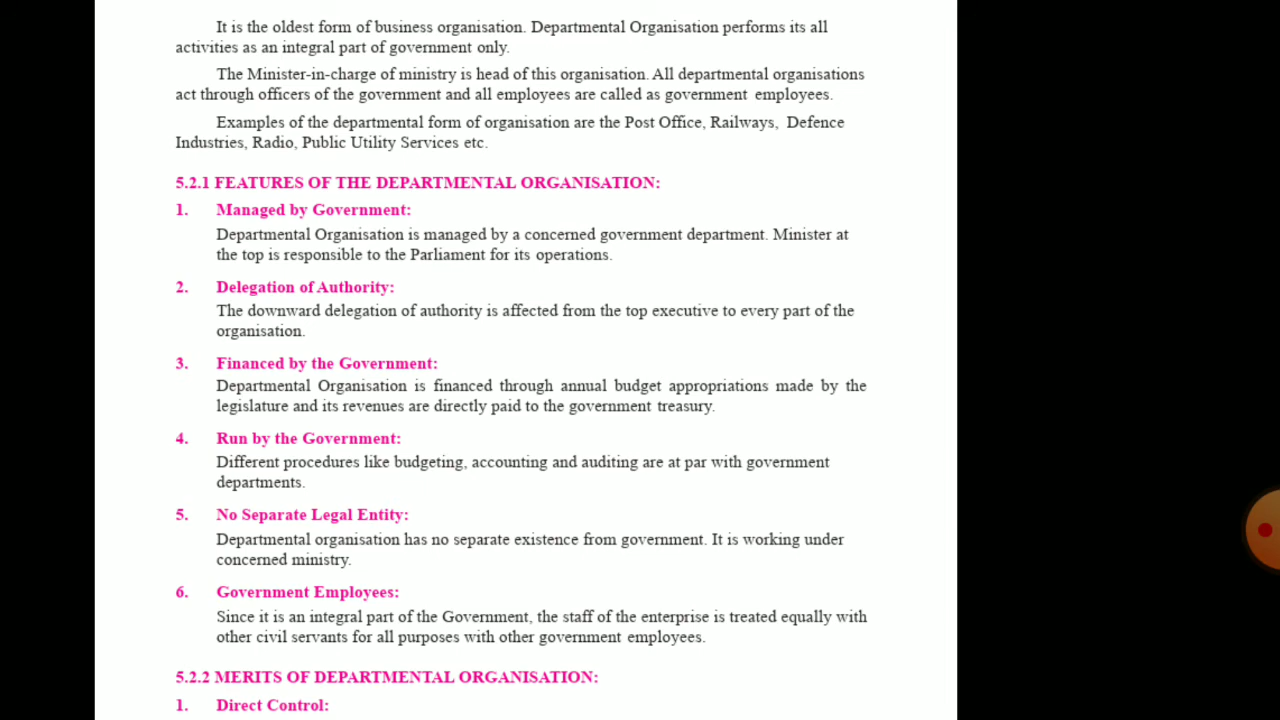 It is the oldest form of business organisation. Departmental Organisation performs its all
activities as an integral part of government only.
The Minister-in-charge of ministry is head of this organisation. All departmental organisations
act through officers of the government and all employees are called as government employees.
Examples of the departmental form of organisation are the Post Office, Railways, Defence
Industries, Radio, Public Utility Services etc.
5.2.1 FEATURES OF THE DEPARTMENTAL ORGANISATION:
1. Managed by Government:
Departmental Organisation is managed by a concerned government department. Minister at
the top is responsible to the Parliament for its operations.
2. Delegation of Authority:
The downward delegation of authority is affected from the top executive to every part of the
organisation.
3. Financed by the Government:
Departmental Organisation is financed through annual budget appropriations made by the
legislature and its revenues are directly paid to the government treasury.
4. Run by the Government:
Different procedures like budgeting, accounting and auditing are at par with government
departments.
5. No Separate Legal Entity:
Departmental organisation has no separate existence from government. It is working under
concerned ministry.
6. Government Employees:
Since it is an integral part of the Government, the staff of the enterprise is treated equally with
other civil servants for all purposes with other government employees.
5.2.2 MERITS OF DEPARTMENTAL ORGANISATION:
1. Direct Control: